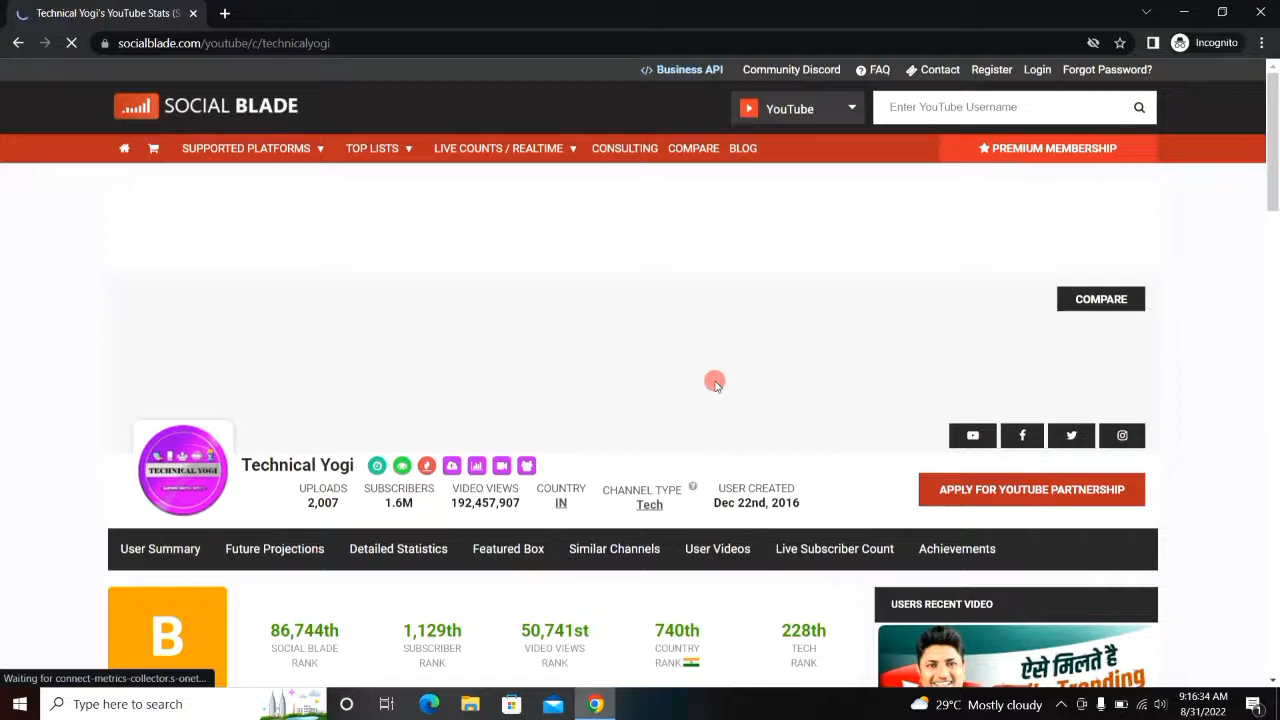 Technical Yogi's YouTube Stats (S
socialblade.com/youtube/c/technicalyogi
Incognito
</> Business API Community Discord FAQ Contact Register Login Forgot Password?
SOCIAL BLADE
YouTube
Enter YouTube Username
SUPPORTED PLATFORMS TOP LISTS LIVE COUNTS / REALTIME CONSULTING COMPARE BLOG PREMIUM MEMBERSHIP
COMPARE
TECHNICAL YOGI
Technical Yogi
UPLOADS SUBSCRIBERS VIDEO VIEWS COUNTRY CHANNEL TYPE USER CREATED
2,007 1.6M 192,457,907 IN Tech Dec 22nd, 2016
APPLY FOR YOUTUBE PARTNERSHIP
User Summary Future Projections Detailed Statistics Featured Box Similar Channels User Videos Live Subscriber Count Achievements
B
86,744th 1,129th 50,741st 740th 228th
SOCIAL BLADE SUBSCRIBER VIDEO VIEWS COUNTRY TECH
RANK RANK RANK RANK RANK
USERS RECENT VIDEO
ऐसे मिलते है
Trending
Waiting for connect-metrics-collector.s-onet...
Type here to search
29°C Mostly cloudy
9:16:34 AM
8/31/2022
1